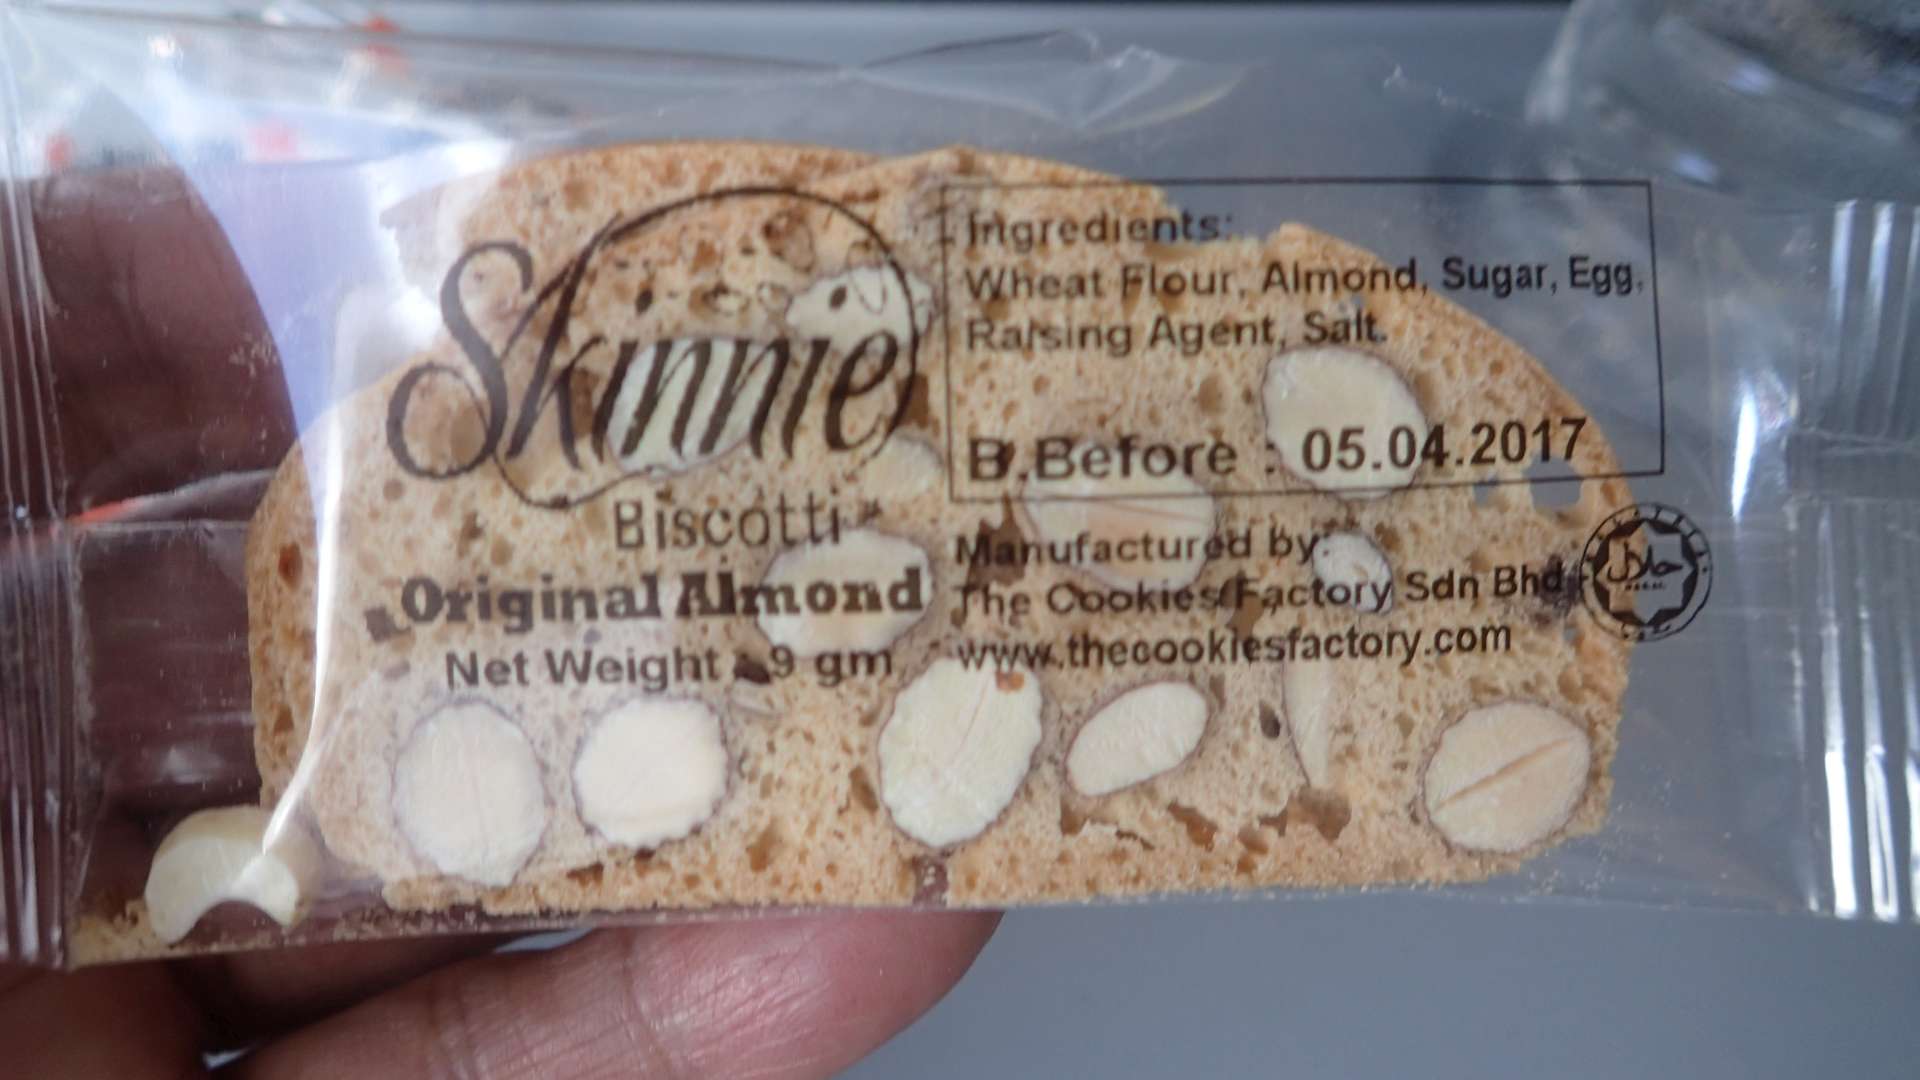 Skinnie
Biscotti
Original Almond
Net Weight 9 gm
Ingredients:
Wheat Flour, Almond, Sugar, Egg,
Raising Agent, Salt.
B.Before : 05.04.2017
Manufactured by:
The Cookies Factory Sdn Bhd
www.thecookiesfactory.com
حلال